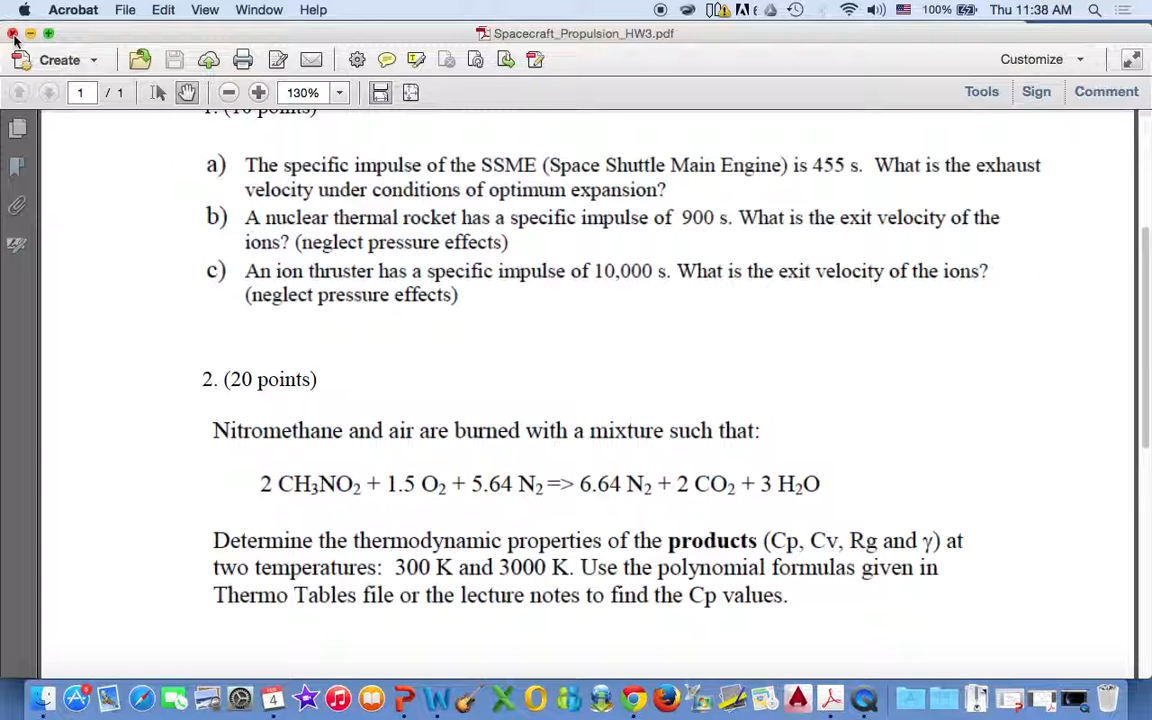 Acrobat File Edit View Window Help 100% Thu 11:38 AM
Spacecraft_Propulsion_HW3.pdf
Create Customize
1 / 1 130% Tools Sign Comment
1. (10 points)
a) The specific impulse of the SSME (Space Shuttle Main Engine) is 455 s. What is the exhaust
velocity under conditions of optimum expansion?
b) A nuclear thermal rocket has a specific impulse of 900 s. What is the exit velocity of the
ions? (neglect pressure effects)
c) An ion thruster has a specific impulse of 10,000 s. What is the exit velocity of the ions?
(neglect pressure effects)
2. (20 points)
Nitromethane and air are burned with a mixture such that:
2 CH₃NO₂ + 1.5 O₂ + 5.64 N₂ => 6.64 N₂ + 2 CO₂ + 3 H₂O
Determine the thermodynamic properties of the products (Cp, Cv, Rg and γ) at
two temperatures: 300 K and 3000 K. Use the polynomial formulas given in
Thermo Tables file or the lecture notes to find the Cp values.